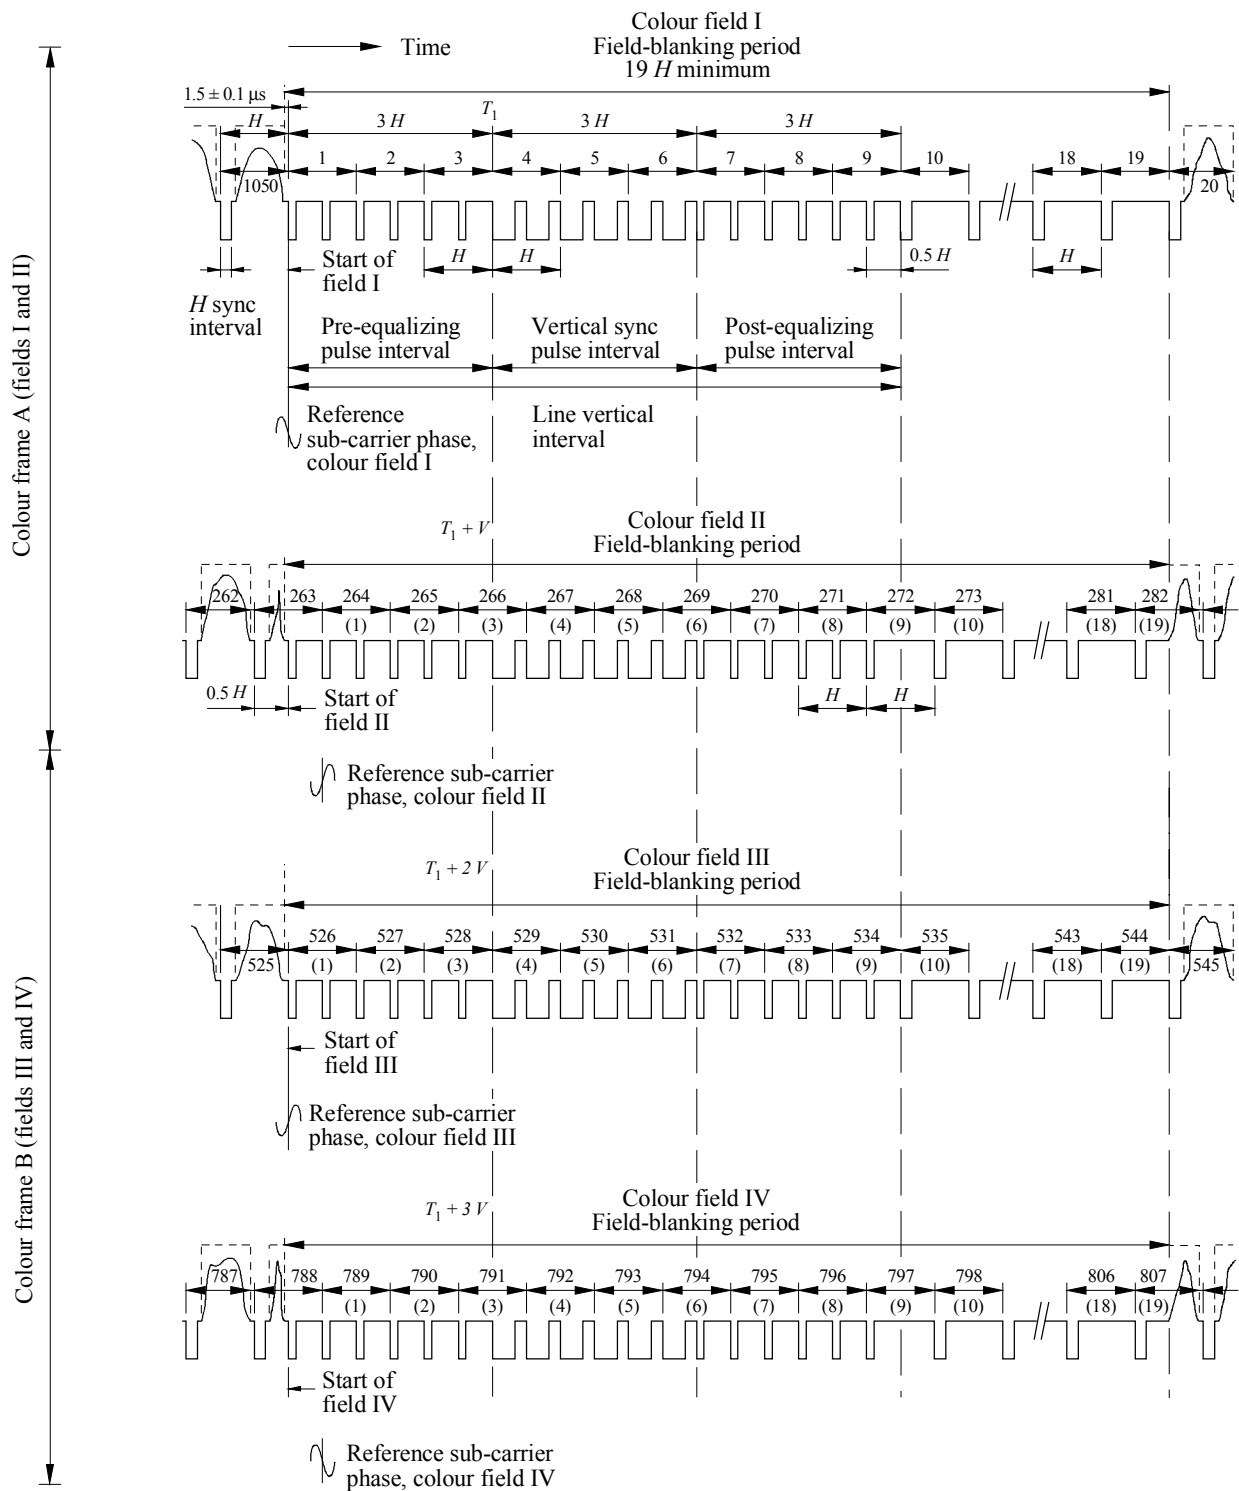 Colour field I
Time
Field-blanking period
19 H minimum
1.5 ± 0.1 µs
T1
H
3 H
3 H
3 H
1 2 3 4 5 6 7 8 9 10 18 19
1050
20
Start of
field I
H
H
0.5 H
H
H sync
interval
Pre-equalizing
pulse interval
Vertical sync
pulse interval
Post-equalizing
pulse interval
Reference
sub-carrier phase,
colour field I
Line vertical
interval
Colour frame A (fields I and II)
T1 + V
Colour field II
Field-blanking period
262 263 264 265 266 267 268 269 270 271 272 273 281 282
(1) (2) (3) (4) (5) (6) (7) (8) (9) (10) (18) (19)
0.5 H
Start of
field II
H
H
Reference sub-carrier
phase, colour field II
T1 + 2 V
Colour field III
Field-blanking period
526 527 528 529 530 531 532 533 534 535 543 544
525 (1) (2) (3) (4) (5) (6) (7) (8) (9) (10) (18) (19) 545
Start of
field III
Reference sub-carrier
phase, colour field III
Colour frame B (fields III and IV)
T1 + 3 V
Colour field IV
Field-blanking period
787 788 789 790 791 792 793 794 795 796 797 798 806 807
(1) (2) (3) (4) (5) (6) (7) (8) (9) (10) (18) (19)
Start of
field IV
Reference sub-carrier
phase, colour field IV